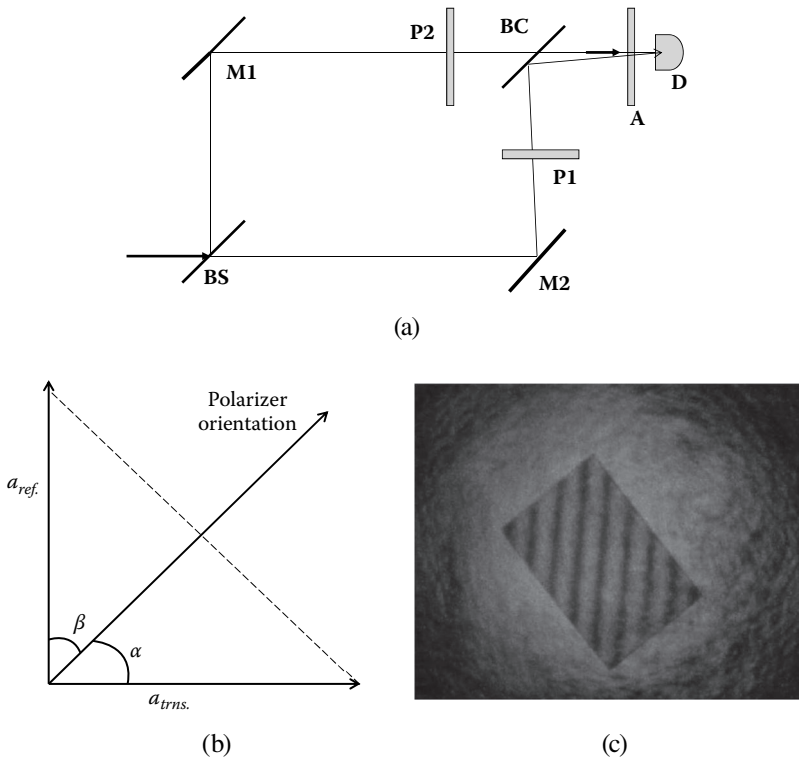 P2
BC
M1
D
A
P1
BS
M2
(a)
Polarizer
orientation
a_ref.
β
α
a_trns.
(b)
(c)